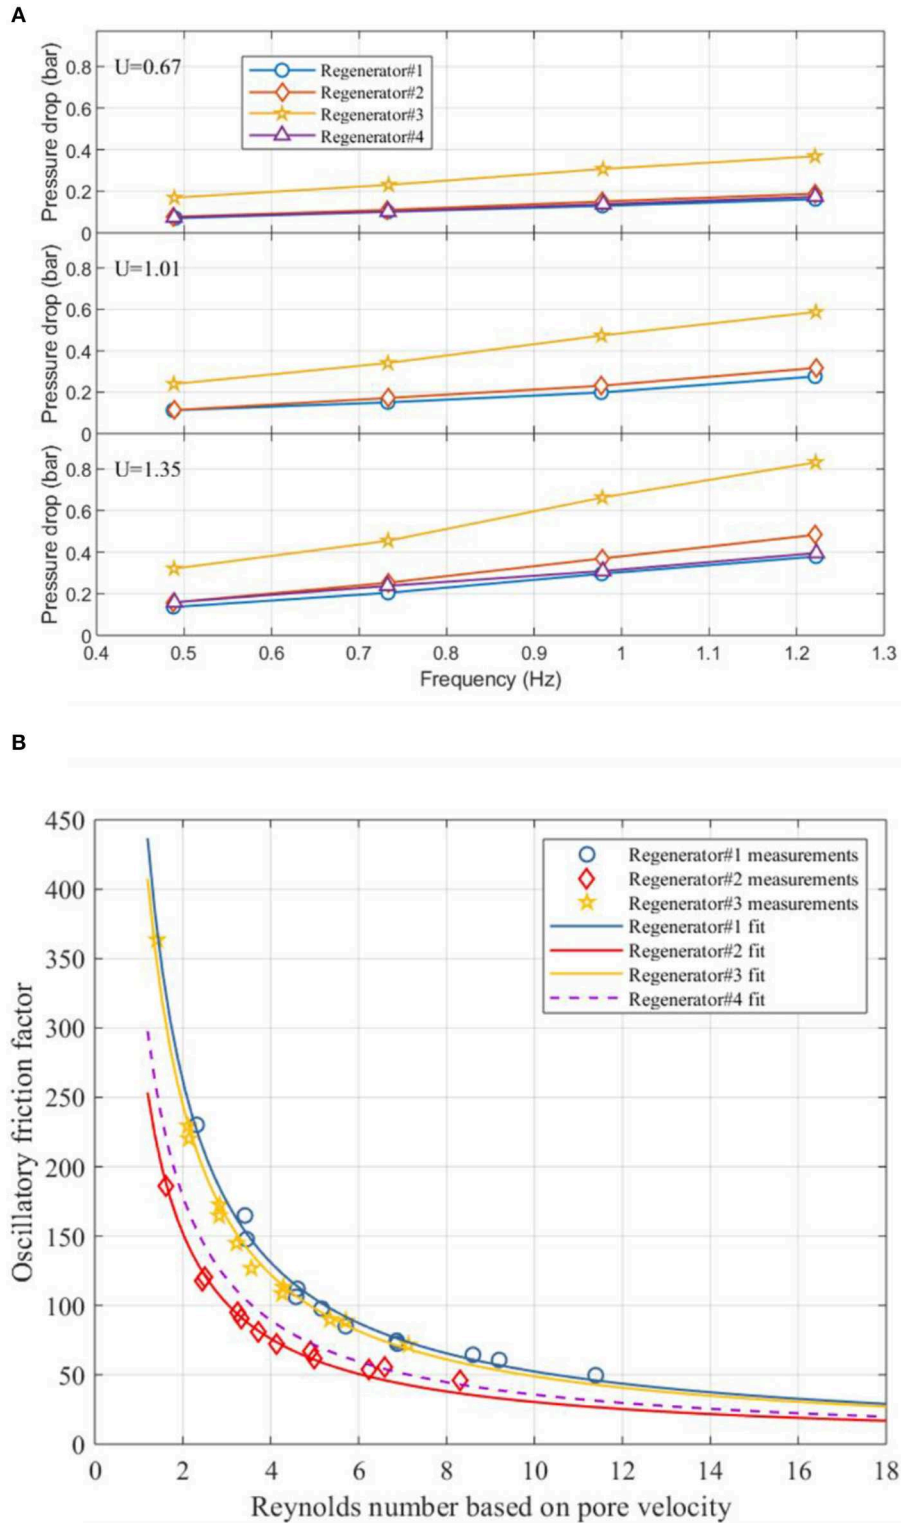 A
Pressure drop (bar)
0.8
0.6
0.4
0.2
0
U=0.67
Regenerator#1
Regenerator#2
Regenerator#3
Regenerator#4
Pressure drop (bar)
0.8
0.6
0.4
0.2
0
U=1.01
Pressure drop (bar)
0.8
0.6
0.4
0.2
0
U=1.35
0.4 0.5 0.6 0.7 0.8 0.9 1 1.1 1.2 1.3
Frequency (Hz)
B
Oscillatory friction factor
450
400
350
300
250
200
150
100
50
0
Regenerator#1 measurements
Regenerator#2 measurements
Regenerator#3 measurements
Regenerator#1 fit
Regenerator#2 fit
Regenerator#3 fit
Regenerator#4 fit
0 2 4 6 8 10 12 14 16 18
Reynolds number based on pore velocity